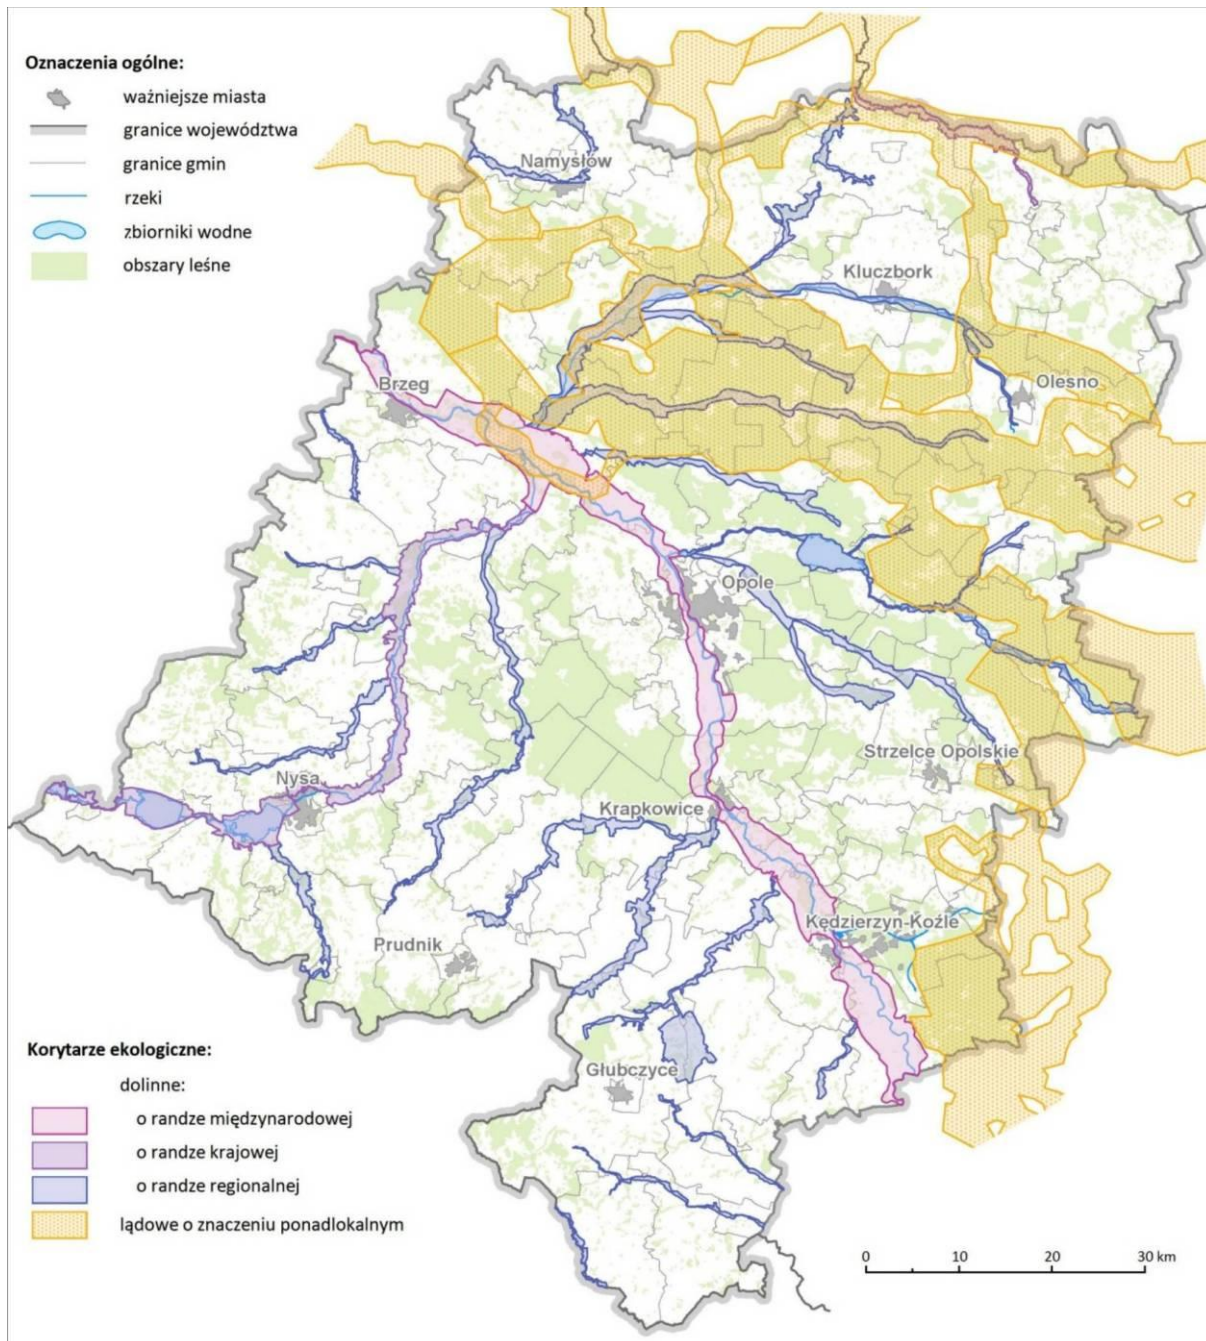 Oznaczenia ogólne:
ważniejsze miasta
granice województwa
granice gmin
rzeki
zbiorniki wodne
obszary leśne
Namysłów
Kluczbork
Olesno
Brzeg
Opole
Strzelce Opolskie
Nysa
Krapkowice
Kędzierzyn-Koźle
Prudnik
Głubczyce
Korytarze ekologiczne:
dolinne:
o randze międzynarodowej
o randze krajowej
o randze regionalnej
lądowe o znaczeniu ponadlokalnym
0 10 20 30 km